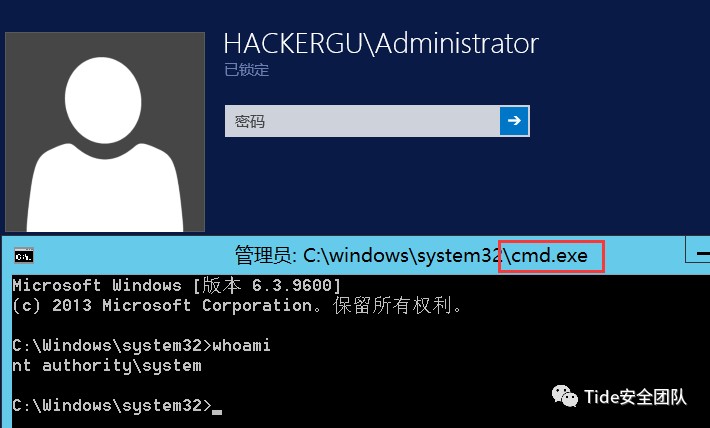 HACKERGU\Administrator
已锁定
密码
管理员: C:\windows\system32\cmd.exe
Microsoft Windows [版本 6.3.9600]
(c) 2013 Microsoft Corporation。保留所有权利。
C:\Windows\system32>whoami
nt authority\system
C:\Windows\system32>_
Tide安全团队